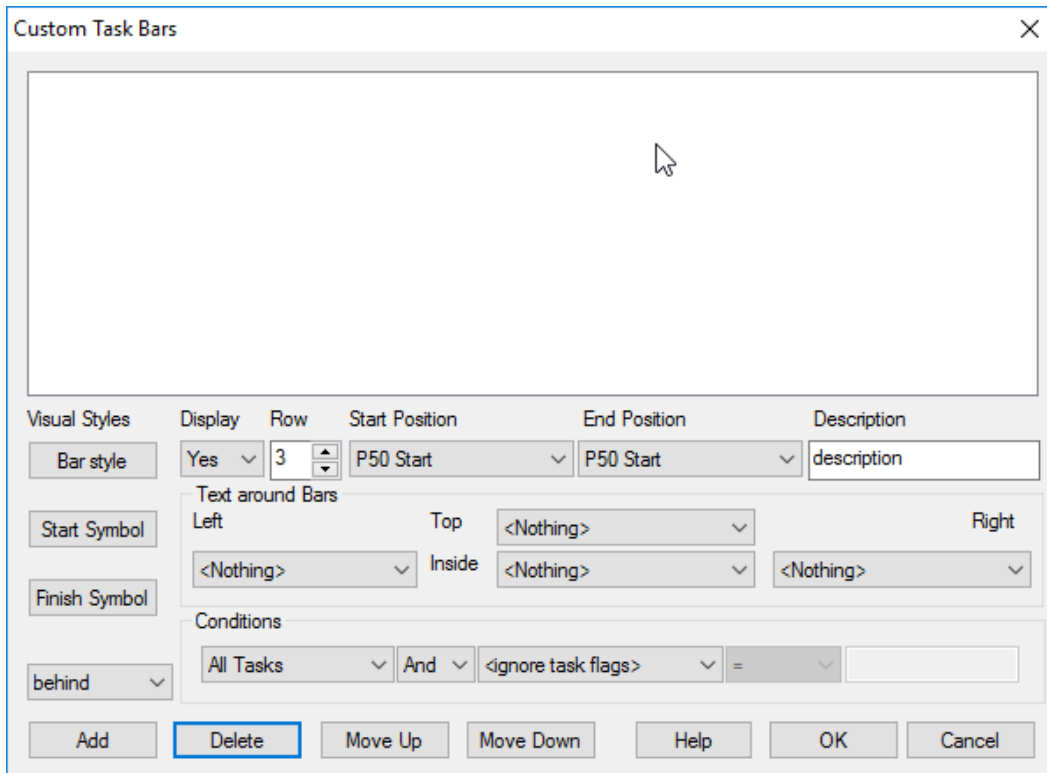 Custom Task Bars
Visual Styles Display Row Start Position End Position Description
Bar style Yes 3 P50 Start P50 Start description
Text around Bars
Start Symbol Left Top <Nothing> Right
<Nothing> Inside <Nothing> <Nothing>
Finish Symbol
Conditions
All Tasks And <ignore task flags> =
behind
Add Delete Move Up Move Down Help OK Cancel